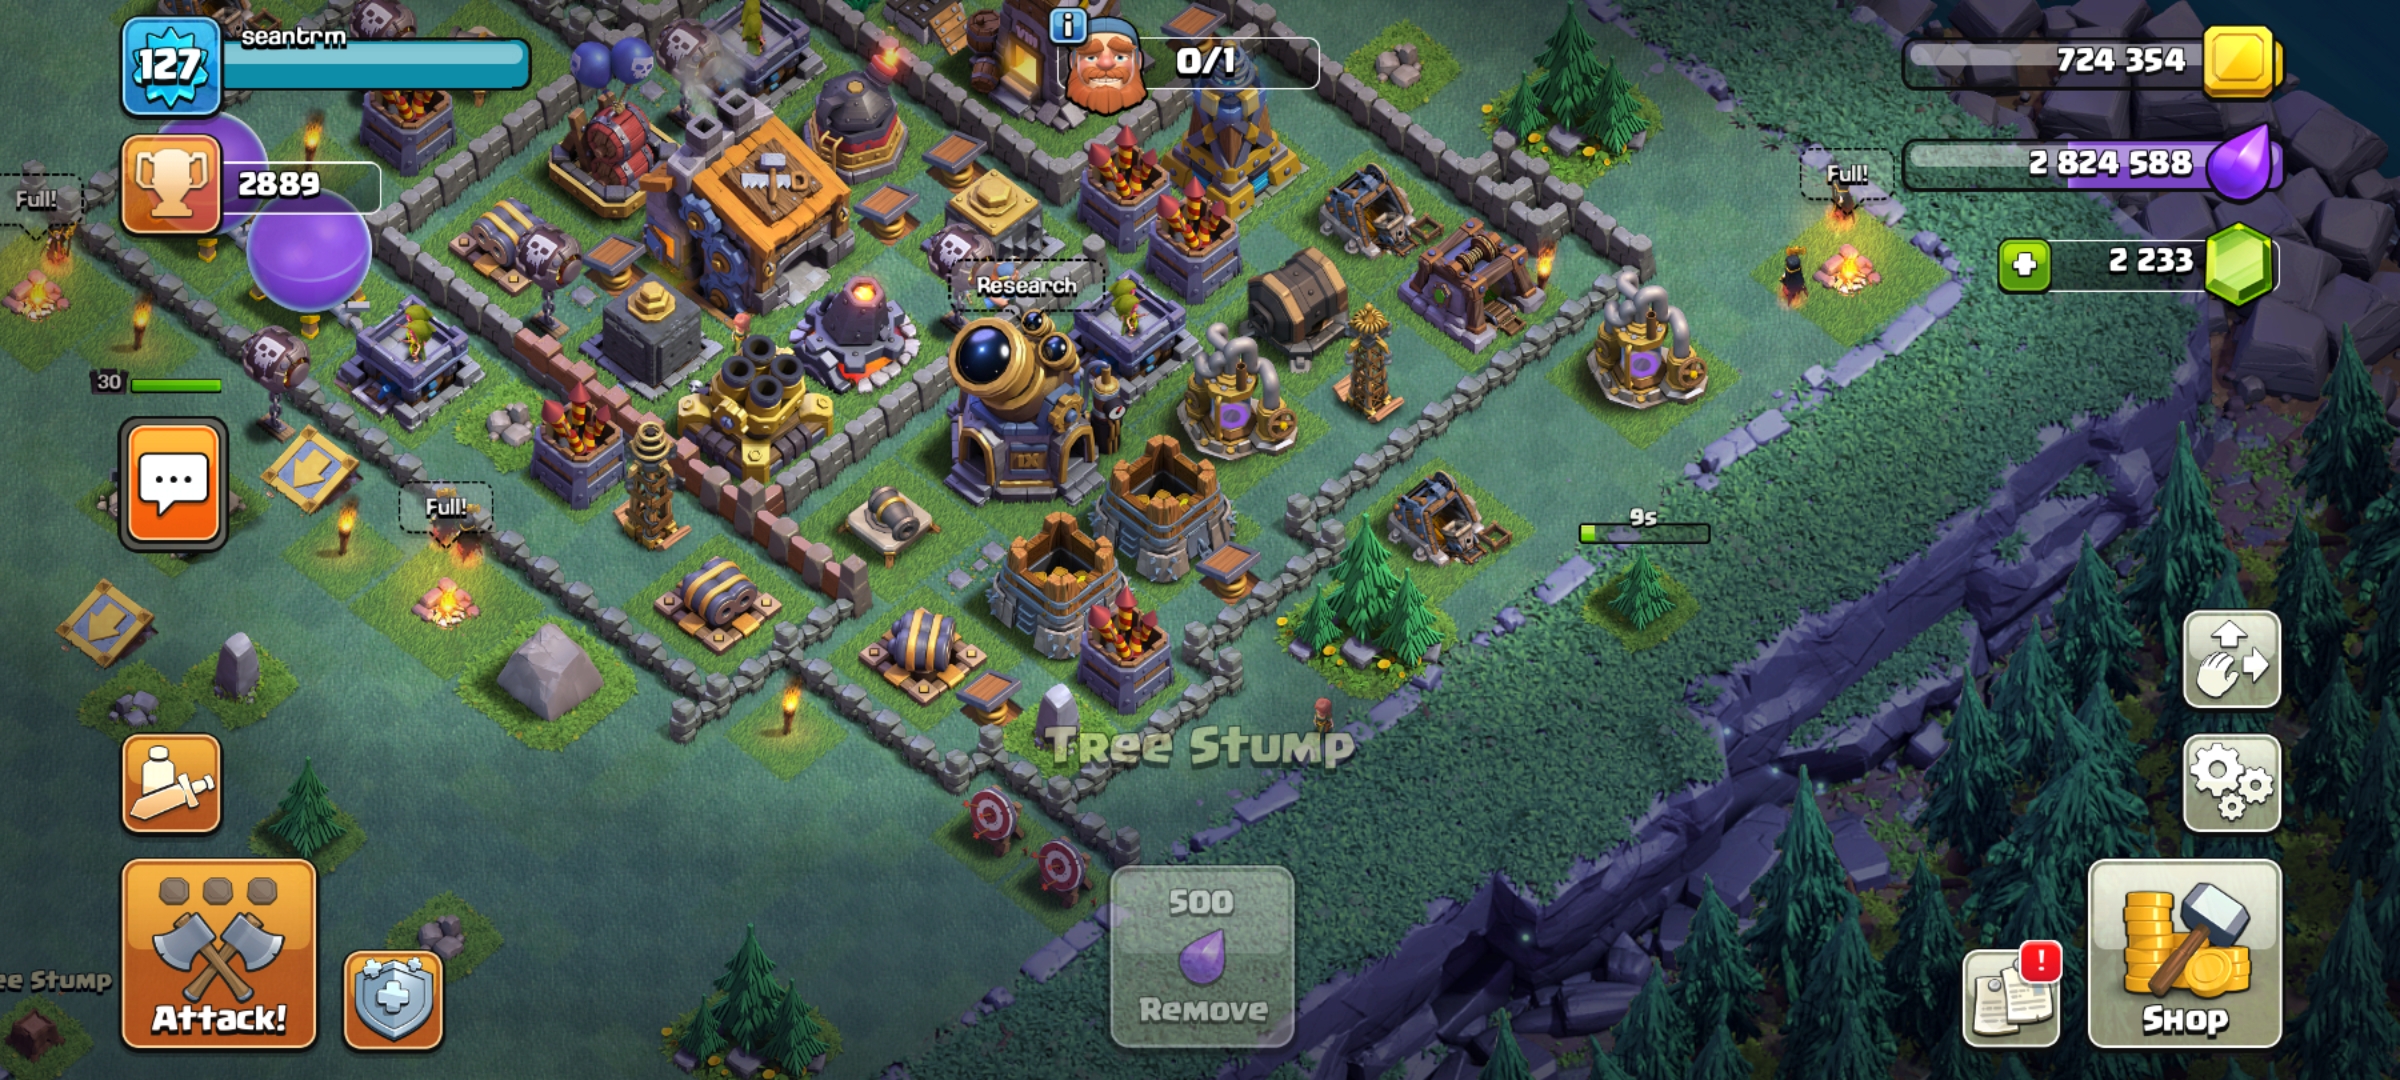 127
seantrm
i
0/1
724 354
Full!
2889
2 824 588
Full!
2 233
Research
30
IX
Full!
9s
Tree Stump
500
Remove
ee Stump
Attack!
!
Shop